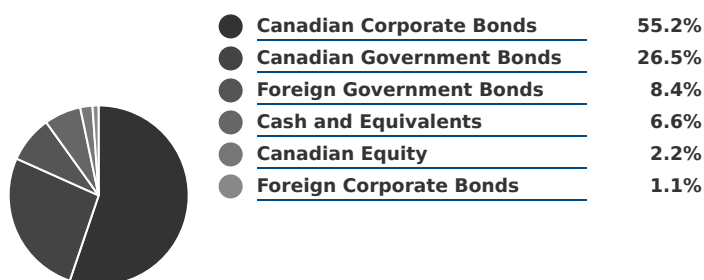 Canadian Corporate Bonds 55.2%
Canadian Government Bonds 26.5%
Foreign Government Bonds 8.4%
Cash and Equivalents 6.6%
Canadian Equity 2.2%
Foreign Corporate Bonds 1.1%